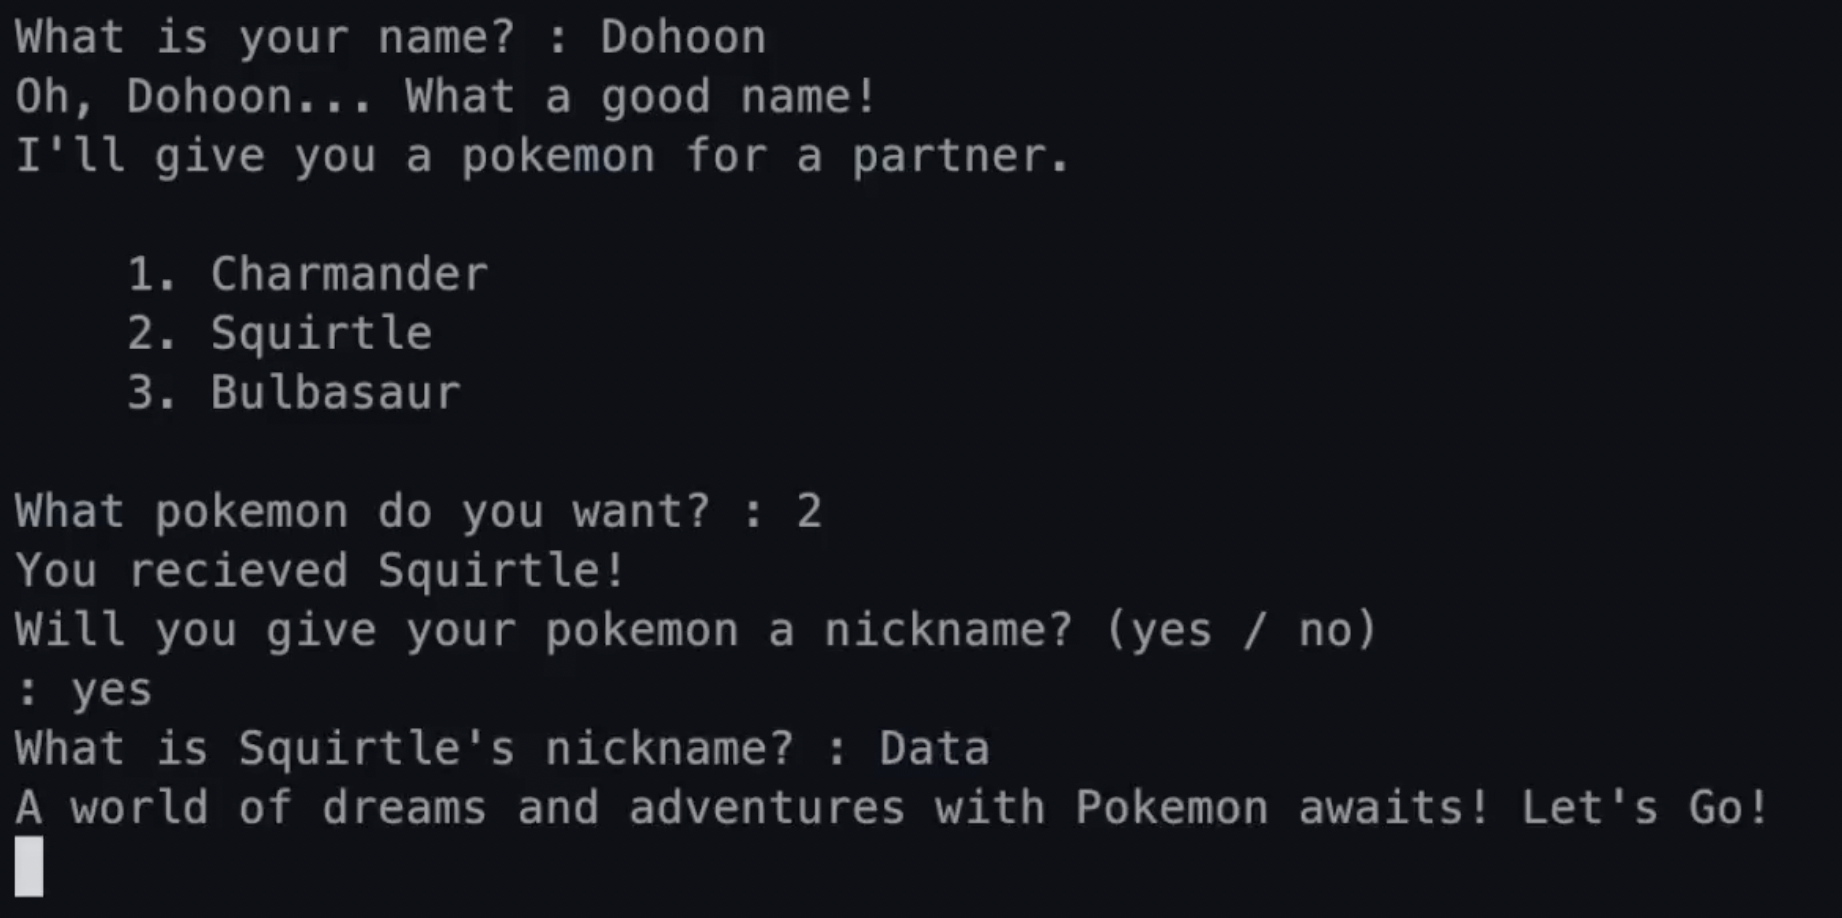 What is your name? : Dohoon
Oh, Dohoon... What a good name!
I'll give you a pokemon for a partner.
1. Charmander
2. Squirtle
3. Bulbasaur
What pokemon do you want? : 2
You recieved Squirtle!
Will you give your pokemon a nickname? (yes / no)
: yes
What is Squirtle's nickname? : Data
A world of dreams and adventures with Pokemon awaits! Let's Go!